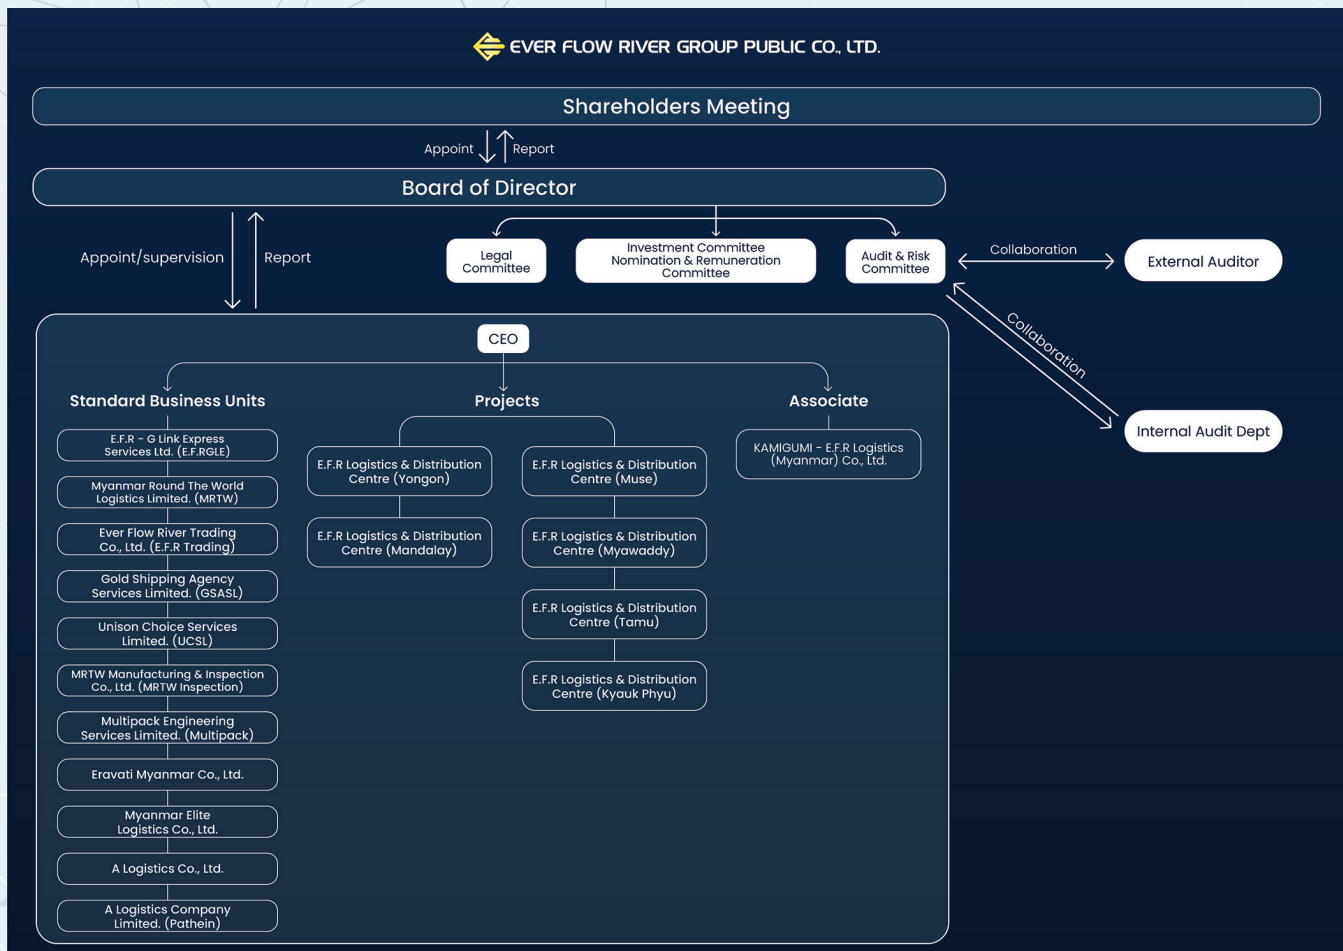 EVER FLOW RIVER GROUP PUBLIC CO., LTD.
Shareholders Meeting
Appoint
Report
Board of Director
Appoint/supervision
Report
Legal
Committee
Investment Committee
Nomination & Remuneration
Committee
Audit & Risk
Committee
Collaboration
External Auditor
Collaboration
Internal Audit Dept
CEO
Standard Business Units
E.F.R - G Link Express
Services Ltd. (E.F.RGLE)
Myanmar Round The World
Logistics Limited. (MRTW)
Ever Flow River Trading
Co., Ltd. (E.F.R Trading)
Gold Shipping Agency
Services Limited. (GSASL)
Unison Choice Services
Limited. (UCSL)
MRTW Manufacturing & Inspection
Co., Ltd. (MRTW Inspection)
Multipack Engineering
Services Limited. (Multipack)
Eravati Myanmar Co., Ltd.
Myanmar Elite
Logistics Co., Ltd.
A Logistics Co., Ltd.
A Logistics Company
Limited. (Pathein)
Projects
E.F.R Logistics & Distribution
Centre (Yongon)
E.F.R Logistics & Distribution
Centre (Mandalay)
E.F.R Logistics & Distribution
Centre (Muse)
E.F.R Logistics & Distribution
Centre (Myawaddy)
E.F.R Logistics & Distribution
Centre (Tamu)
E.F.R Logistics & Distribution
Centre (Kyauk Phyu)
Associate
KAMIGUMI - E.F.R Logistics
(Myanmar) Co., Ltd.